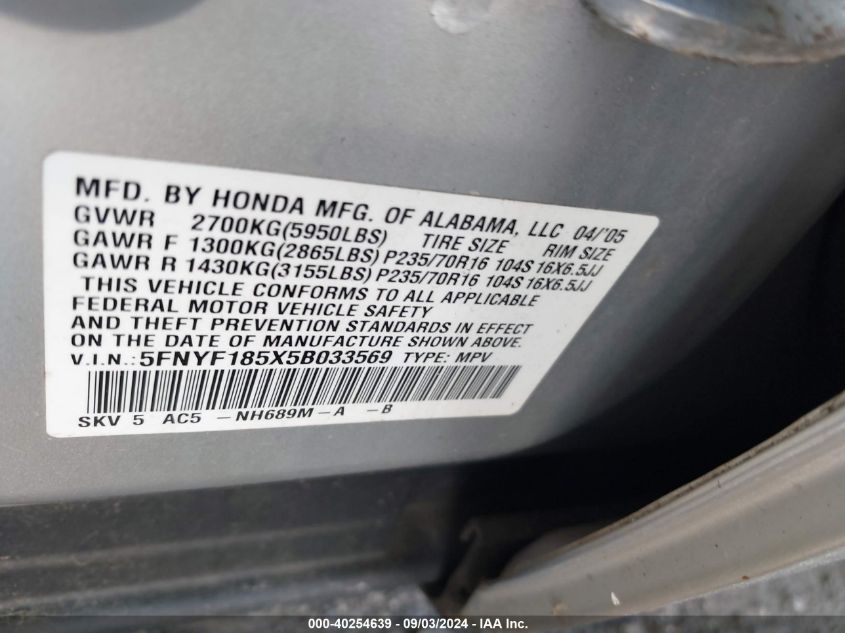 MFD. BY HONDA MFG. OF ALABAMA, LLC 04/'05
GVWR 2700KG(5950LBS) TIRE SIZE RIM SIZE
GAWR F 1300KG(2865LBS) P235/70R16 104S 16X6.5JJ
GAWR R 1430KG(3155LBS) P235/70R16 104S 16X6.5JJ
THIS VEHICLE CONFORMS TO ALL APPLICABLE
FEDERAL MOTOR VEHICLE SAFETY
AND THEFT PREVENTION STANDARDS IN EFFECT
ON THE DATE OF MANUFACTURE SHOWN ABOVE.
V.I.N.: 5FNYF185X5B033569 TYPE: MPV
SKV 5 AC5 -NH689M-A -B
000-40254639 - 09/03/2024 - IAA Inc.